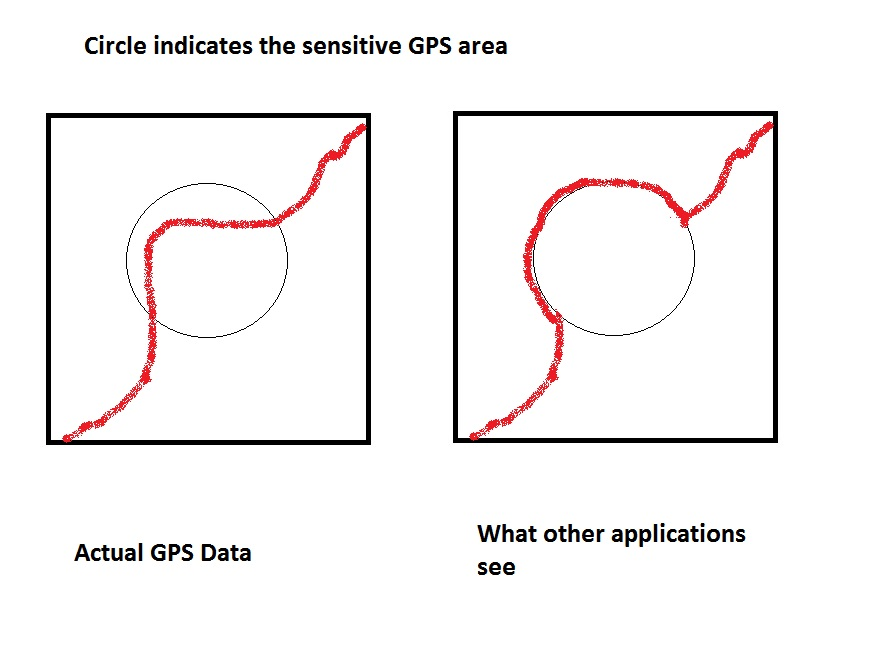 Circle indicates the sensitive GPS area
Actual GPS Data
What other applications
see